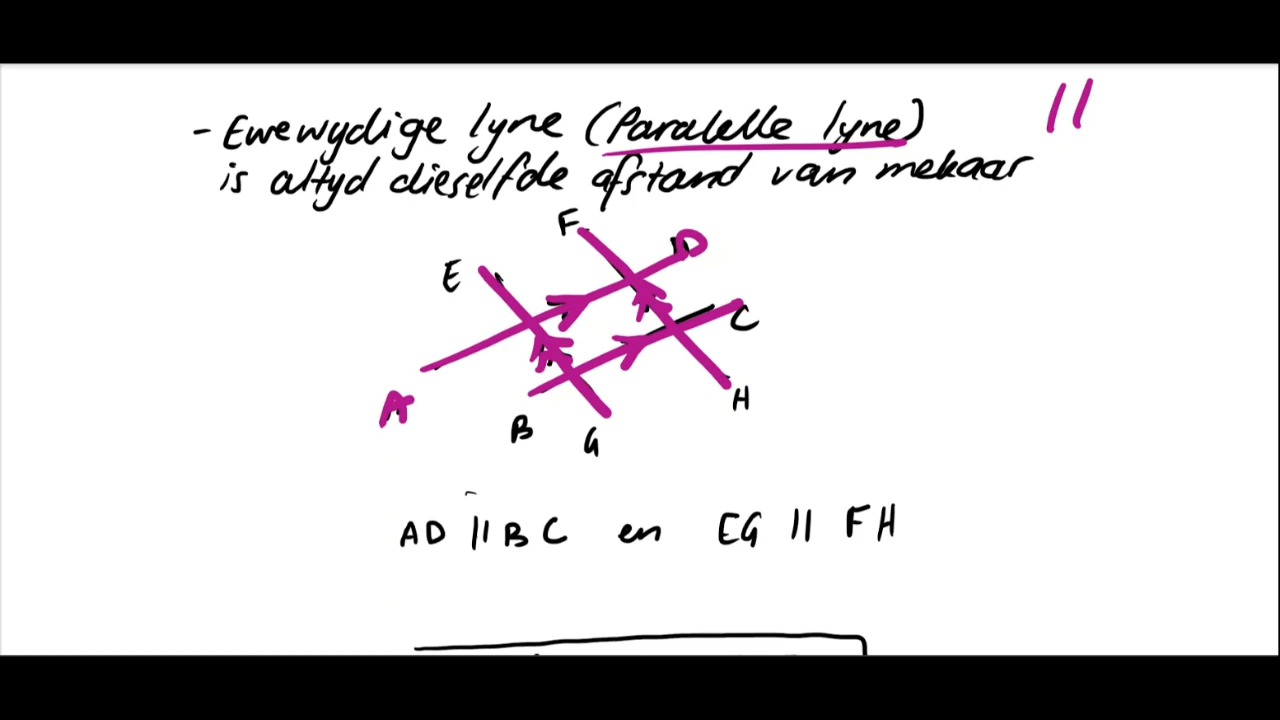 - Ewewydige lyne (Paralelle lyne) ||
is altyd dieselfde afstand van mekaar
F
D
E
C
A
H
B
G
AD || BC en EG || FH